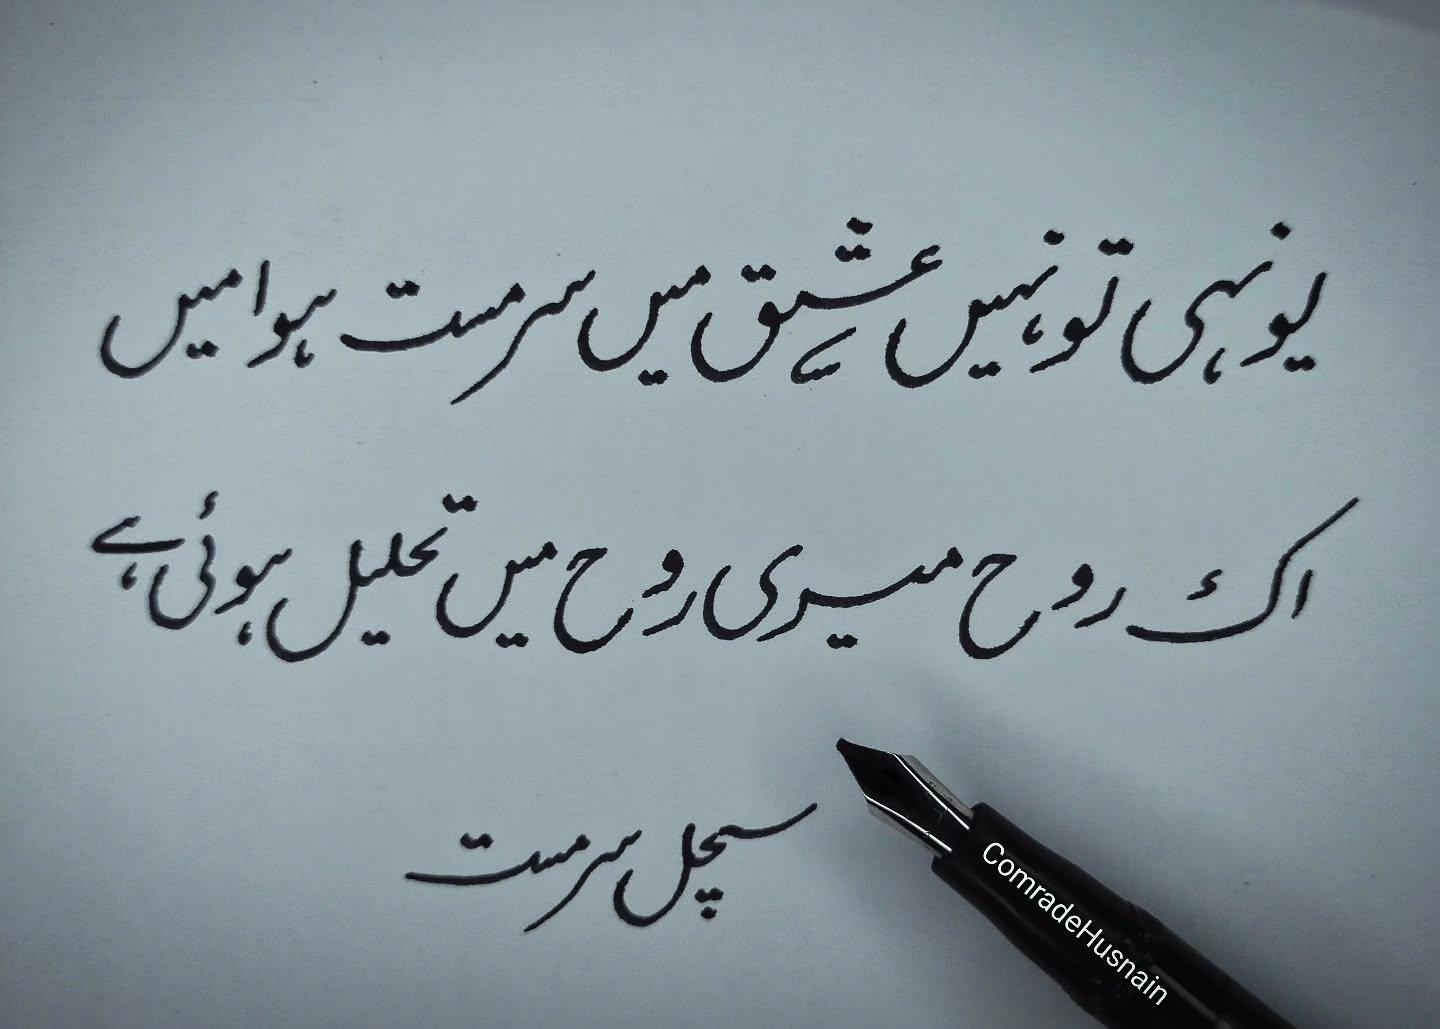 یونہی تو نہیں عشقِ میں سرمست ہوا میں
اک روح میری روح میں تحلیل ہوئی ہے
سچل سرمست
ComradeHusnain